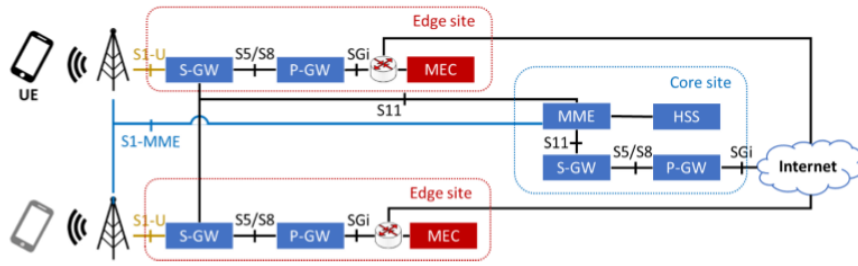 Edge site
UE
S1-U
S-GW
S5/S8
P-GW
SGi
MEC
Core site
S11
S1-MME
MME
HSS
S11
S-GW
S5/S8
P-GW
SGi
Internet
Edge site
S1-U
S-GW
S5/S8
P-GW
SGi
MEC